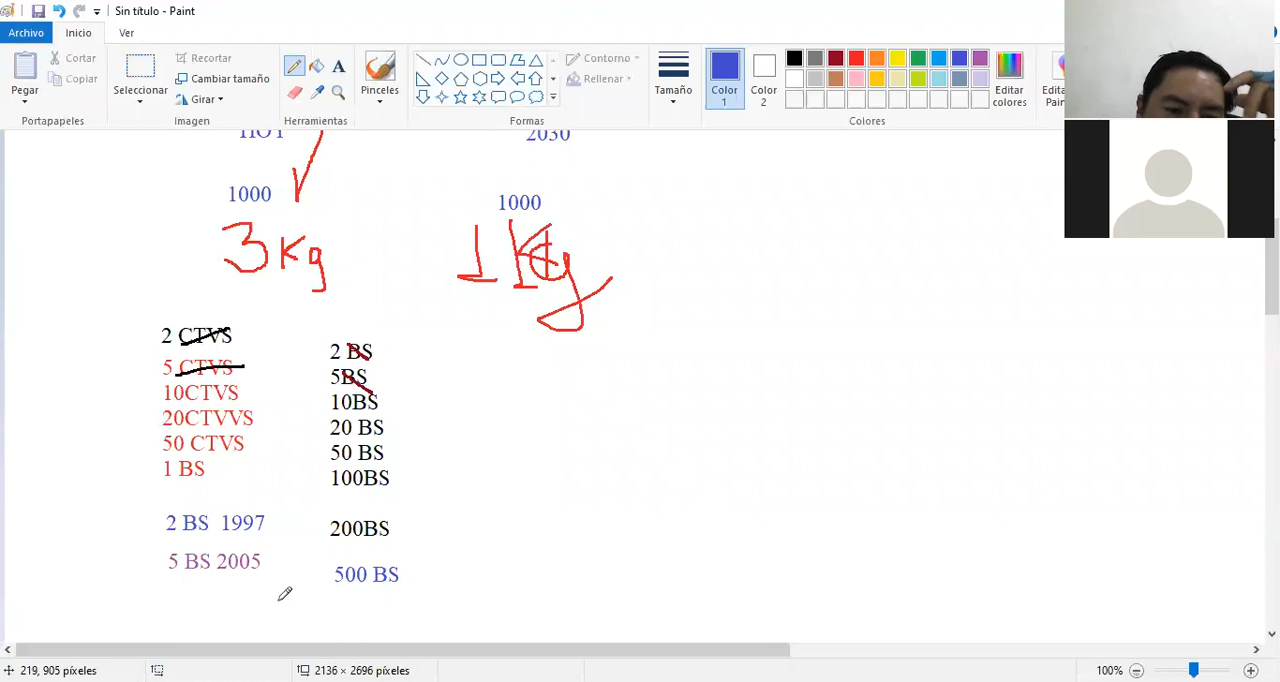 Sin título - Paint
Archivo Inicio Ver
Pegar
Cortar
Copiar
Portapapeles
Seleccionar
Recortar
Cambiar tamaño
Girar
Imagen
A
Herramientas
Pinceles
Contorno
Rellenar
Formas
Tamaño
Color
1
Color
2
Editar
colores
Colores
2030
1000
1000
3 Kg
1 Kg
2 CTVS
5 CTVS
10CTVS
20CTVVS
50 CTVS
1 BS
2 BS 1997
5 BS 2005
2 BS
5BS
10BS
20 BS
50 BS
100BS
200BS
500 BS
219, 905 píxeles
2136 × 2696 píxeles
100%